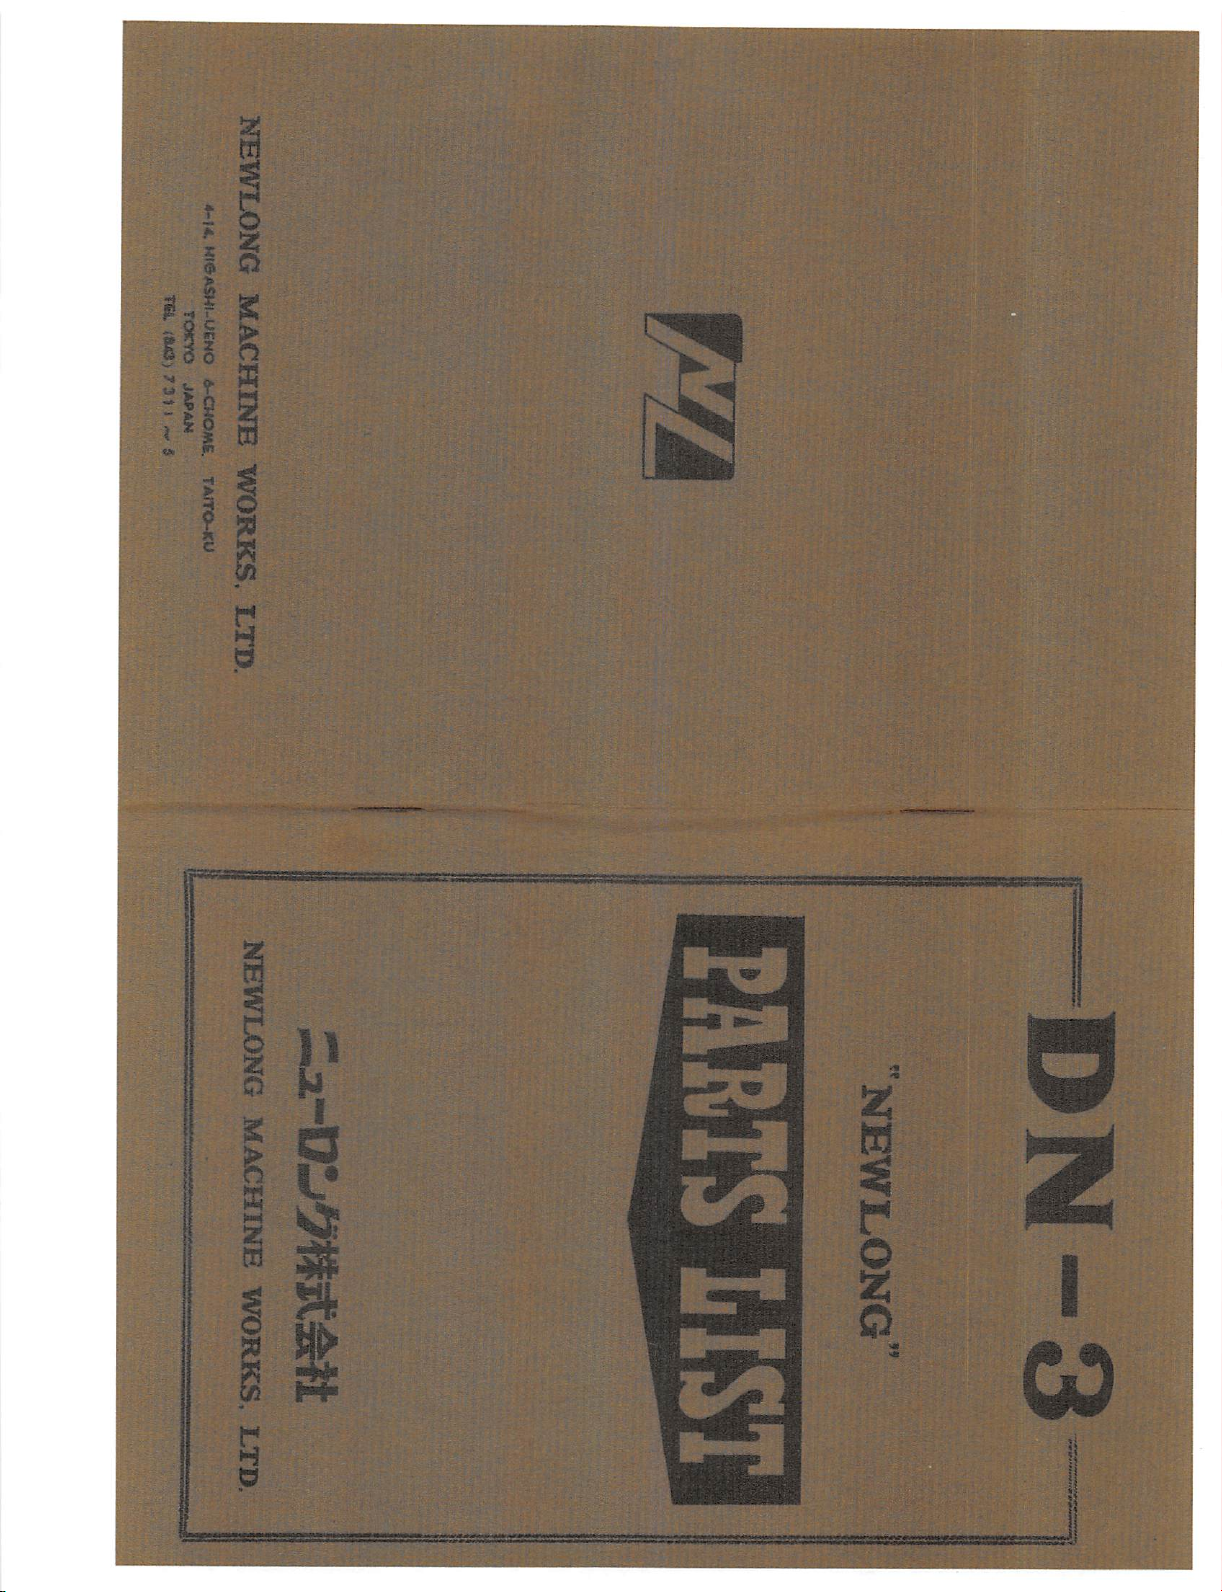 DN-3
"NEWLONG"
PARTS LIST
ニューロング株式会社
NEWLONG MACHINE WORKS, LTD.
NL
NEWLONG MACHINE WORKS, LTD.
4-14, HIGASHI-UENO 6-CHOME, TAITO-KU
TOKYO JAPAN
TEL (843) 7311 ~ 5